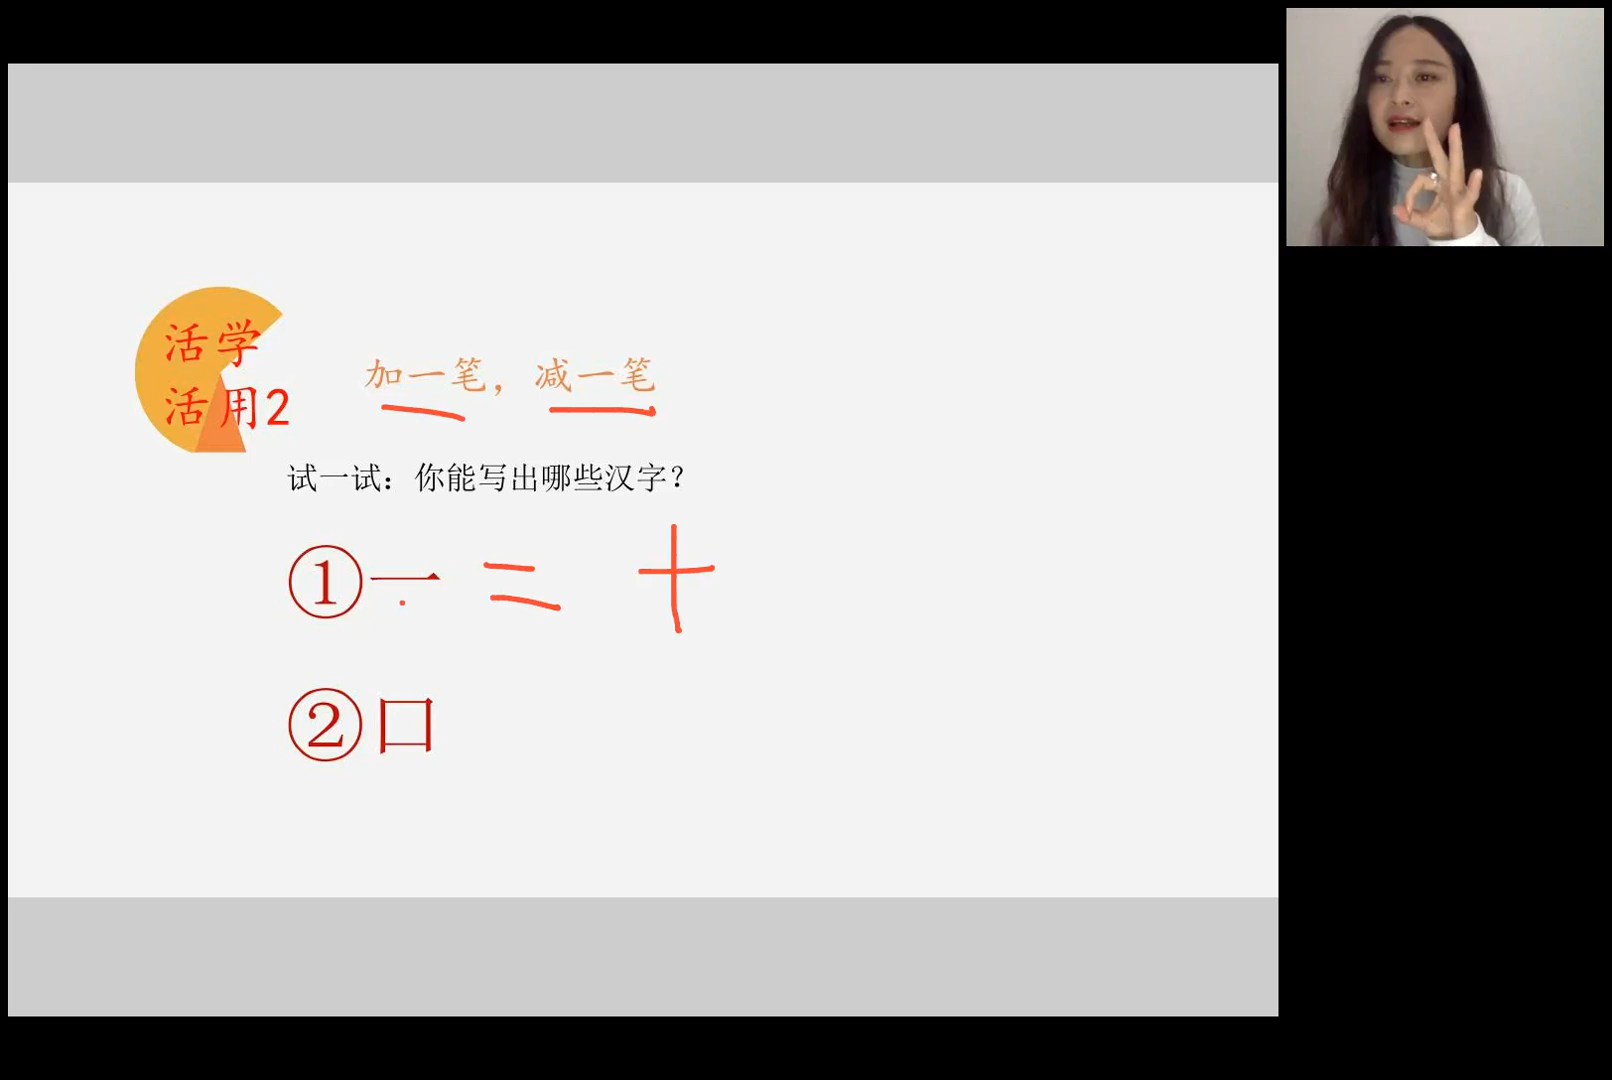 活学
活用2
加一笔，减一笔
试一试：你能写出哪些汉字？
①一 二 十
②口